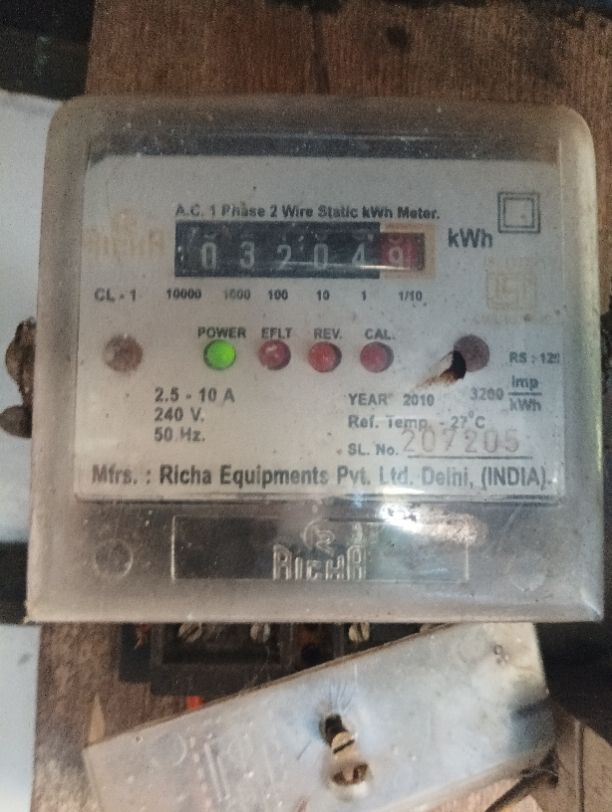 A.C. 1 Phase 2 Wire Static kWh Meter.
032049 kWh
CL - 1 10000 1000 100 10 1 1/10
POWER EFLT REV. CAL.
RS : 12
2.5 - 10 A
240 V.
50 Hz.
YEAR 2010 3200 imp/kWh
Ref. Temp. - 27°C
SL. No. 207205
Mfrs. : Richa Equipments Pvt. Ltd. Delhi, (INDIA).
RICHA